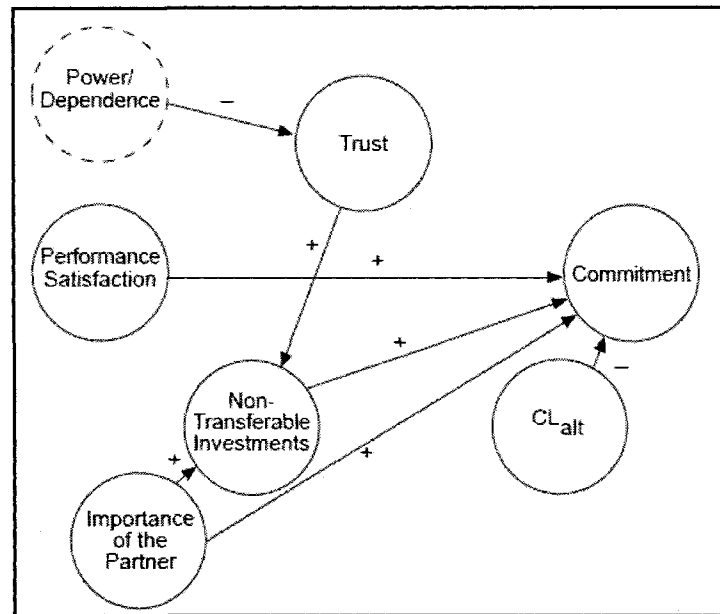 Power/
Dependence
−
Trust
+
Performance
Satisfaction
+
Commitment
+
Non-
Transferable
Investments
CLalt
−
+
+
Importance
of the
Partner